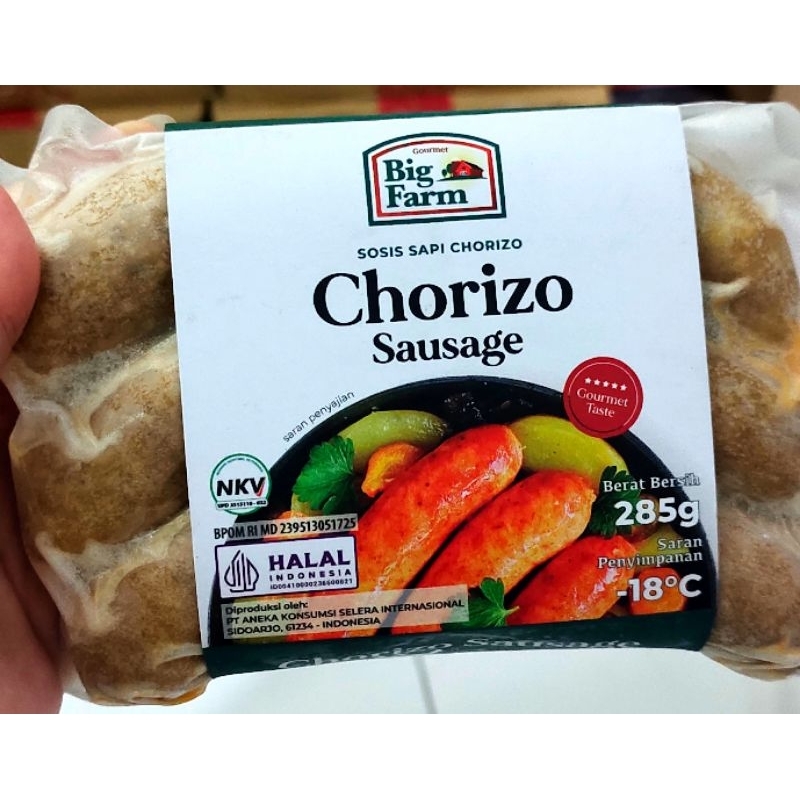 Gourmet
Big
Farm
SOSIS SAPI CHORIZO
Chorizo
Sausage
saran penyajian
★★★★★
Gourmet
Taste
NKV
Berat Bersih
285g
Saran
Penyimpanan
-18°C
BPOM RI MD 239513051725
HALAL
INDONESIA
Diproduksi oleh:
PT ANEKA KONSUMSI SELERA INTERNASIONAL
SIDOARJO, 61234 - INDONESIA
Chorizo Sausage